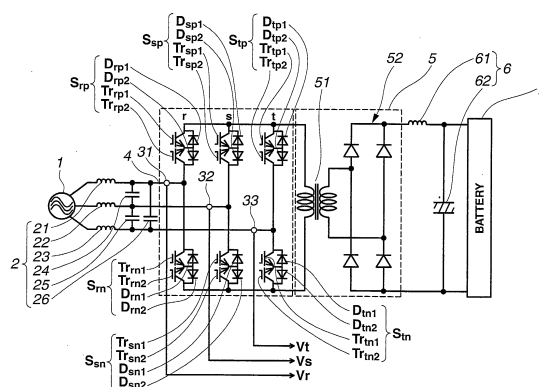 Dsp1
Dsp2
Ssp
Trsp1
Trsp2
Dtp1
Dtp2
Stp
Trtp1
Trtp2
Drp1
Drp2
Srp
Trrp1
Trrp2
r
s
t
51
52
5
61
62
6
31
4
1
32
33
21
22
23
24
25
26
2
BATTERY
Trrn1
Trrn2
Srn
Drn1
Drn2
Trsn1
Trsn2
Ssn
Dsn1
Dsn2
Dtn1
Dtn2
Stn
Trtn1
Trtn2
Vt
Vs
Vr